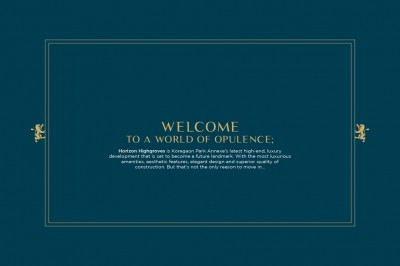 WELCOME
TO A WORLD OF OPULENCE;
Horizon Highgroves is Koregaon Park Annexe's latest high-end, luxury
development that is set to become a future landmark. With the most luxurious
amenities, aesthetic features, elegant design and superior quality of
construction. But that's not the only reason to move in...